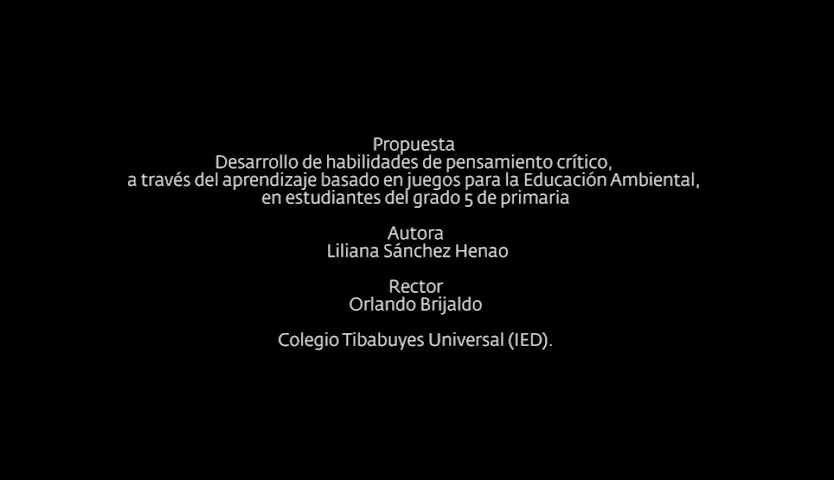 Propuesta
Desarrollo de habilidades de pensamiento crítico,
a través del aprendizaje basado en juegos para la Educación Ambiental,
en estudiantes del grado 5 de primaria
Autora
Liliana Sánchez Henao
Rector
Orlando Brijaldo
Colegio Tibabuyes Universal (IED).